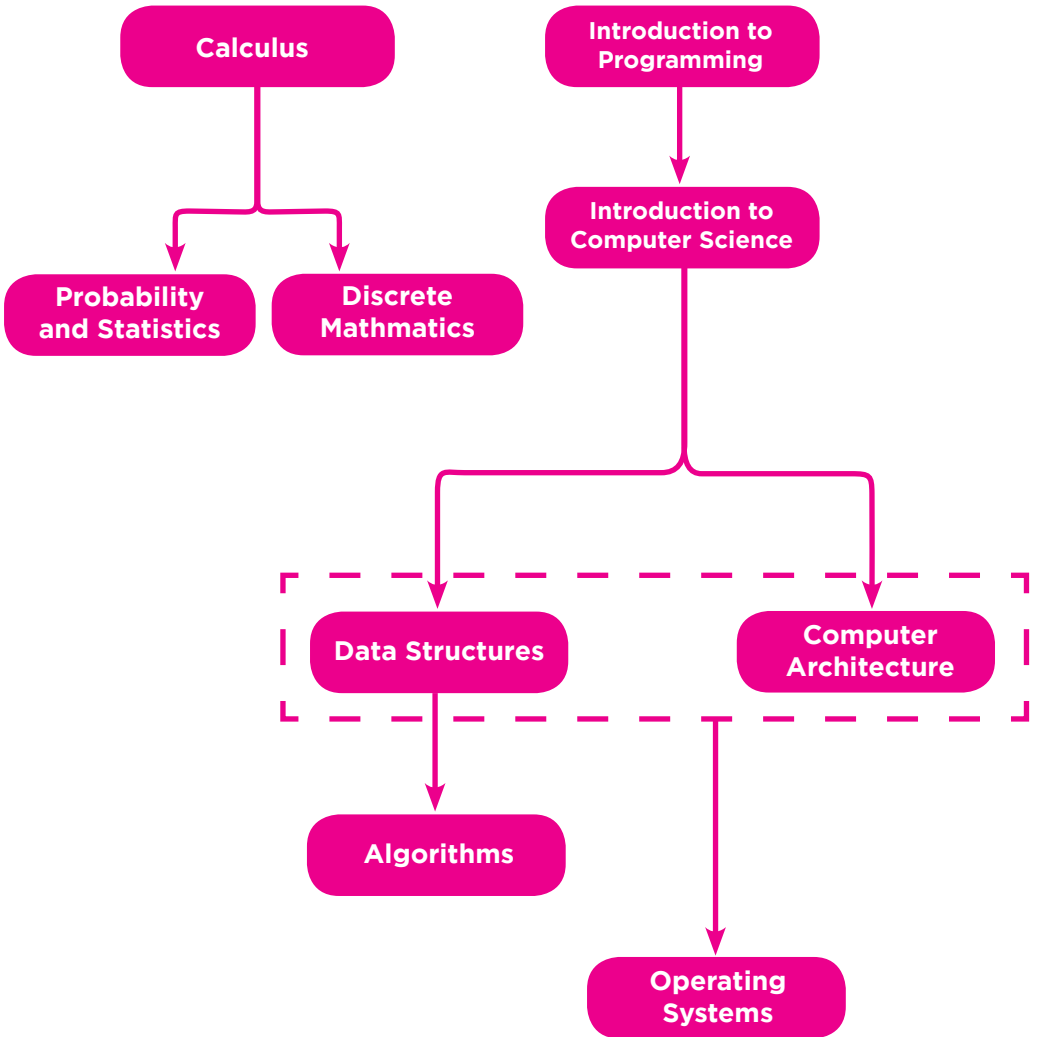 Calculus
Introduction to
Programming
Introduction to
Computer Science
Probability
and Statistics
Discrete
Mathmatics
Data Structures
Computer
Architecture
Algorithms
Operating
Systems